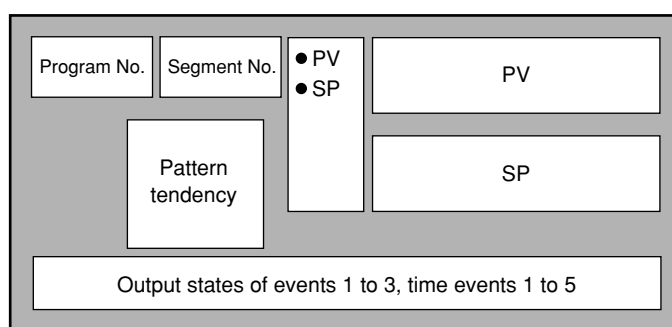 Program No.
Segment No.
● PV
● SP
PV
SP
Pattern
tendency
Output states of events 1 to 3, time events 1 to 5